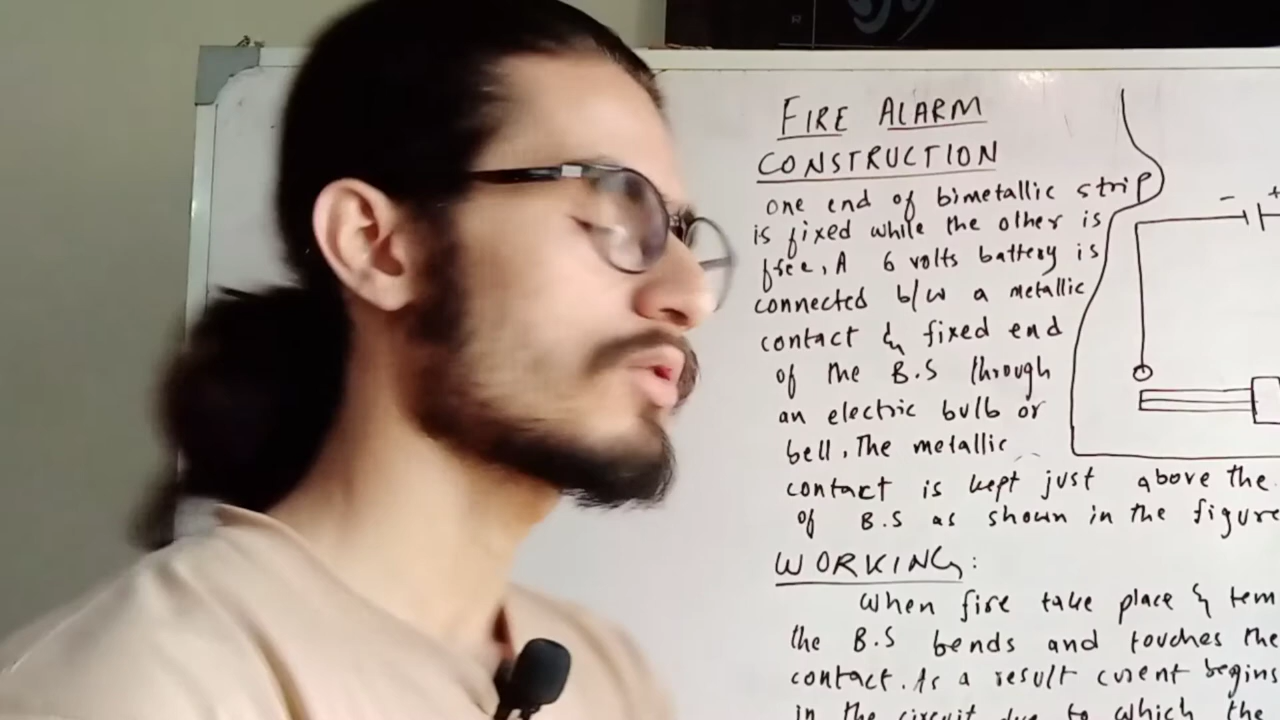 FIRE ALARM
CONSTRUCTION
one end of bimetallic strip
is fixed while the other is
free, A 6 volts battery is
connected b/w a metallic
contact & fixed end
of the B.S through
an electric bulb or
bell. The metallic
contact is kept just above the
of B.S as shown in the figure
WORKING:
When fire take place & tem
the B.S bends and touches the
contact. As a result curent begins
in the circuit due to which the
- +